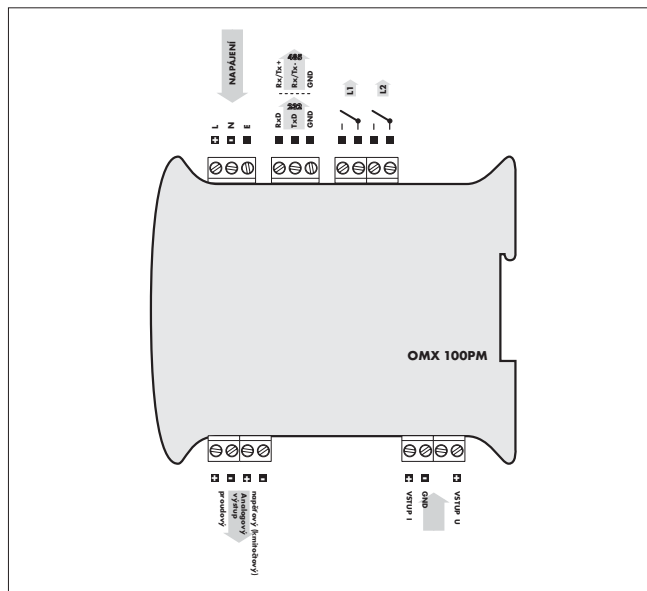 NAPÁJENÍ
L
N
E
Rx/Tx+
485
Rx/Tx-
GND
RxD
232
TxD
GND
L1
L2
OMX 100PM
proudový
Analogový
výstup
napěťový (kmitočtový)
VSTUP I
GND
VSTUP U